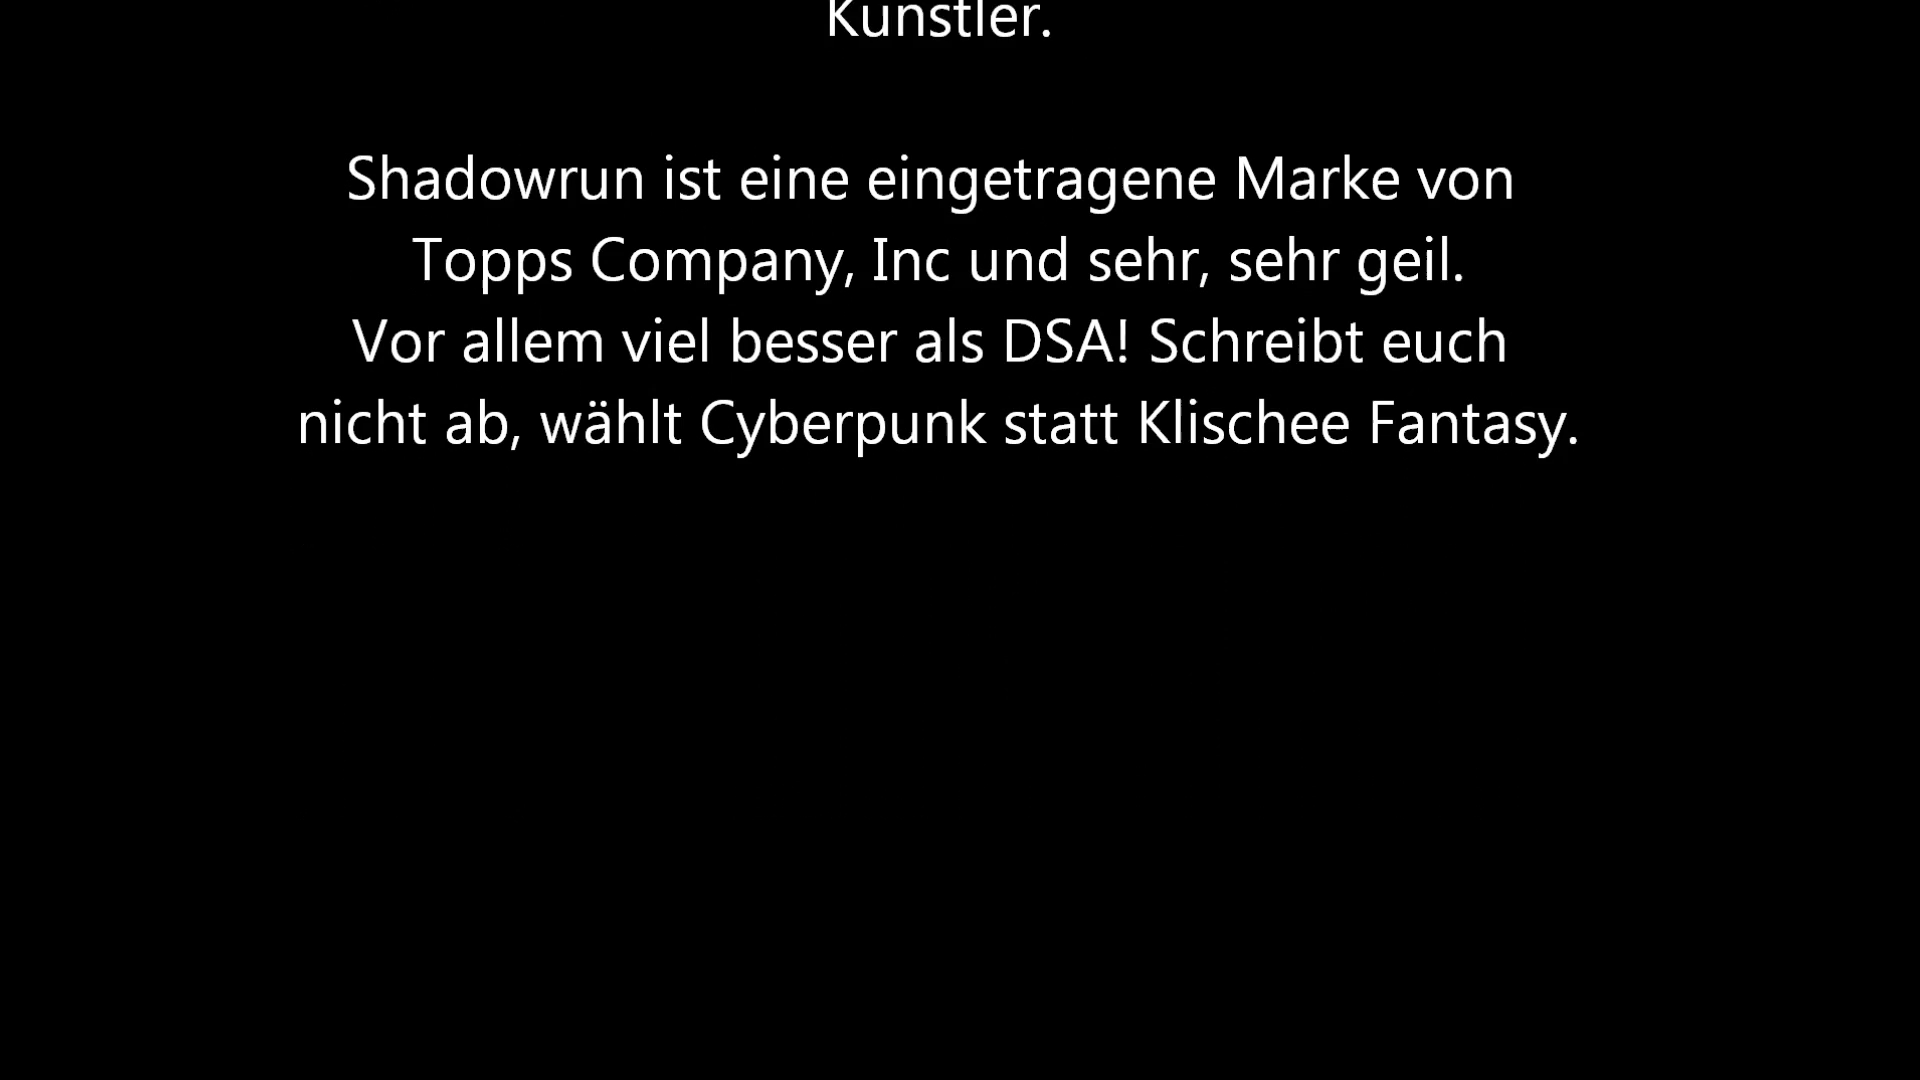 Künstler.
Shadowrun ist eine eingetragene Marke von
Topps Company, Inc und sehr, sehr geil.
Vor allem viel besser als DSA! Schreibt euch
nicht ab, wählt Cyberpunk statt Klischee Fantasy.